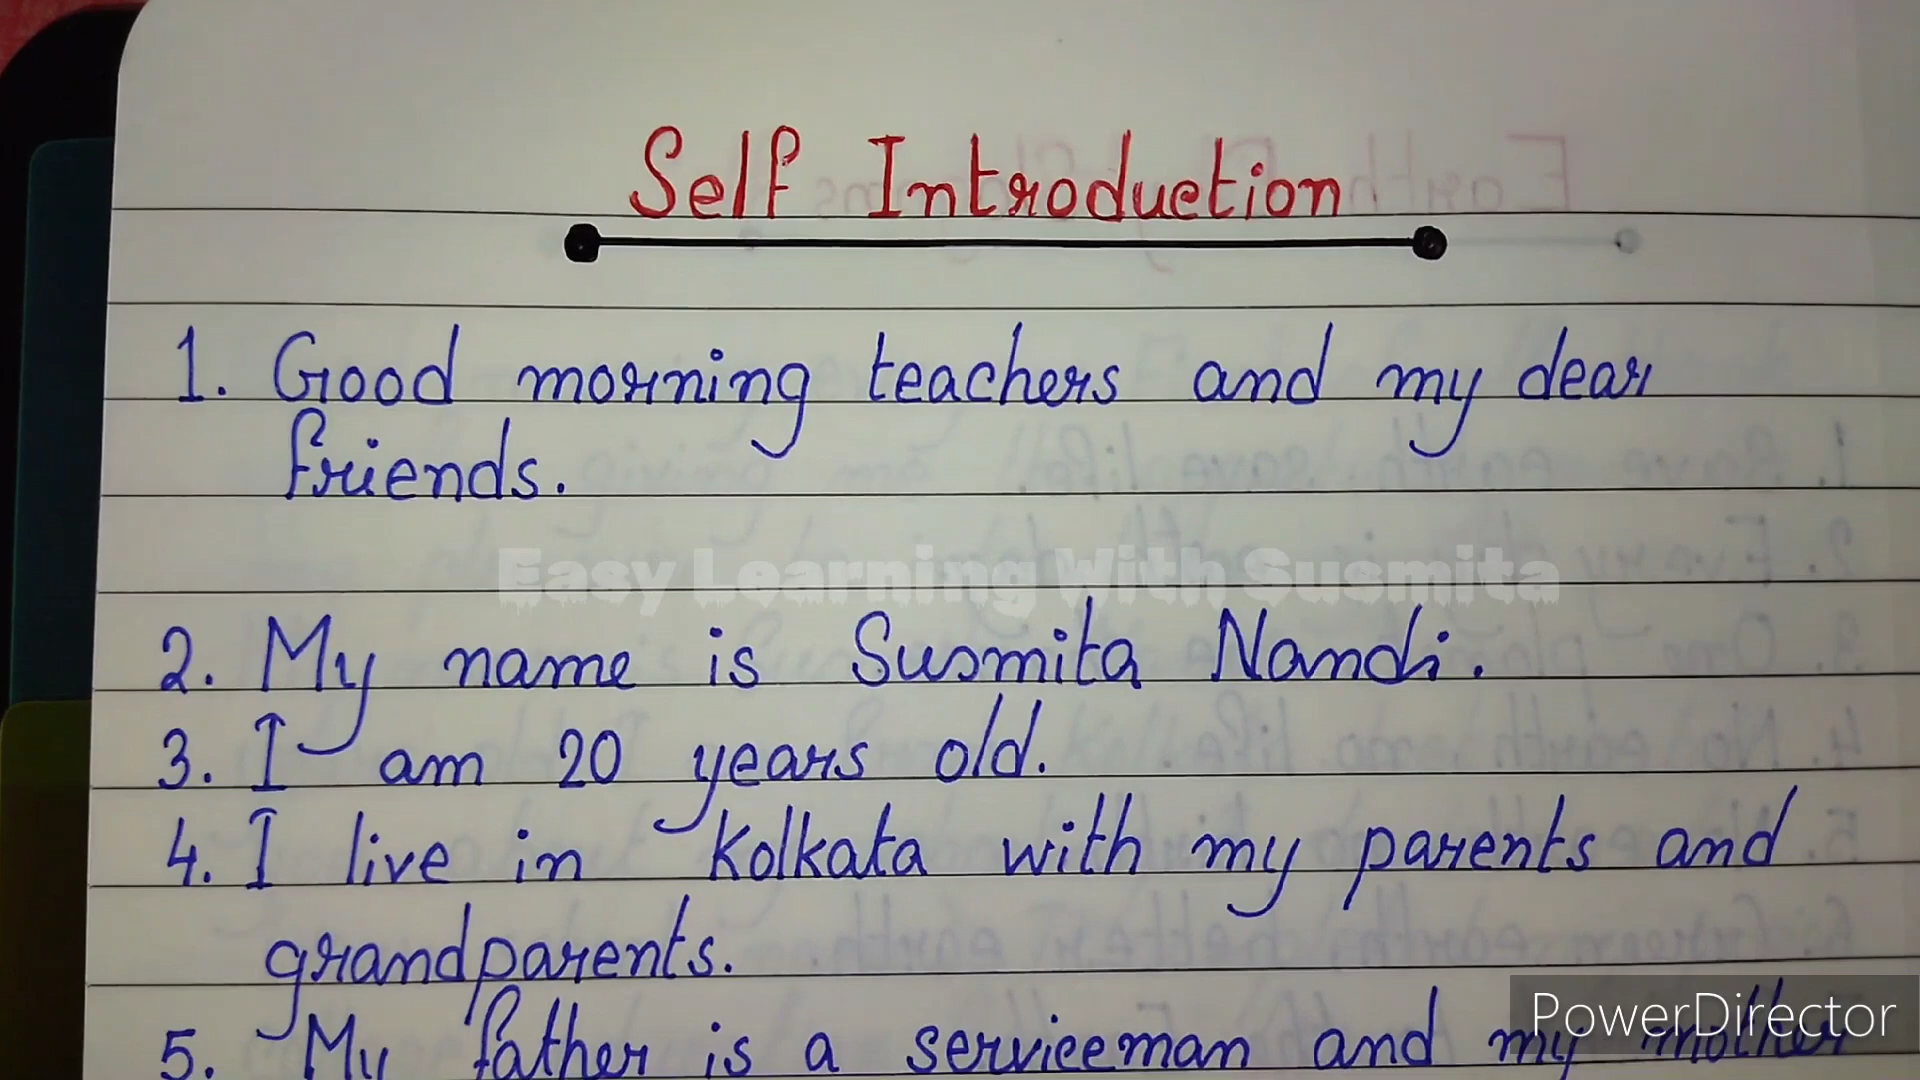 Self Introduction
1. Good morning teachers and my dear
friends.
Easy Learning With Susmita
2. My name is Susmita Nandi.
3. I am 20 years old.
4. I live in Kolkata with my parents and
grandparents.
5. My father is a serviceman and my mother
PowerDirector